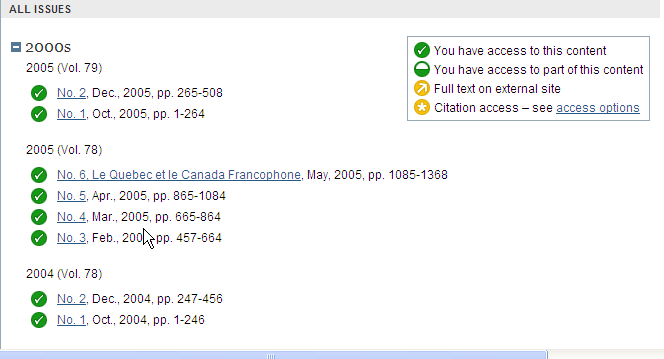 ALL ISSUES
2000s
2005 (Vol. 79)
No. 2, Dec., 2005, pp. 265-508
No. 1, Oct., 2005, pp. 1-264
2005 (Vol. 78)
No. 6, Le Quebec et le Canada Francophone, May, 2005, pp. 1085-1368
No. 5, Apr., 2005, pp. 865-1084
No. 4, Mar., 2005, pp. 665-864
No. 3, Feb., pp. 457-664
2004 (Vol. 78)
No. 2, Dec., 2004, pp. 247-456
No. 1, Oct., 2004, pp. 1-246
You have access to this content
You have access to part of this content
Full text on external site
Citation access – see access options